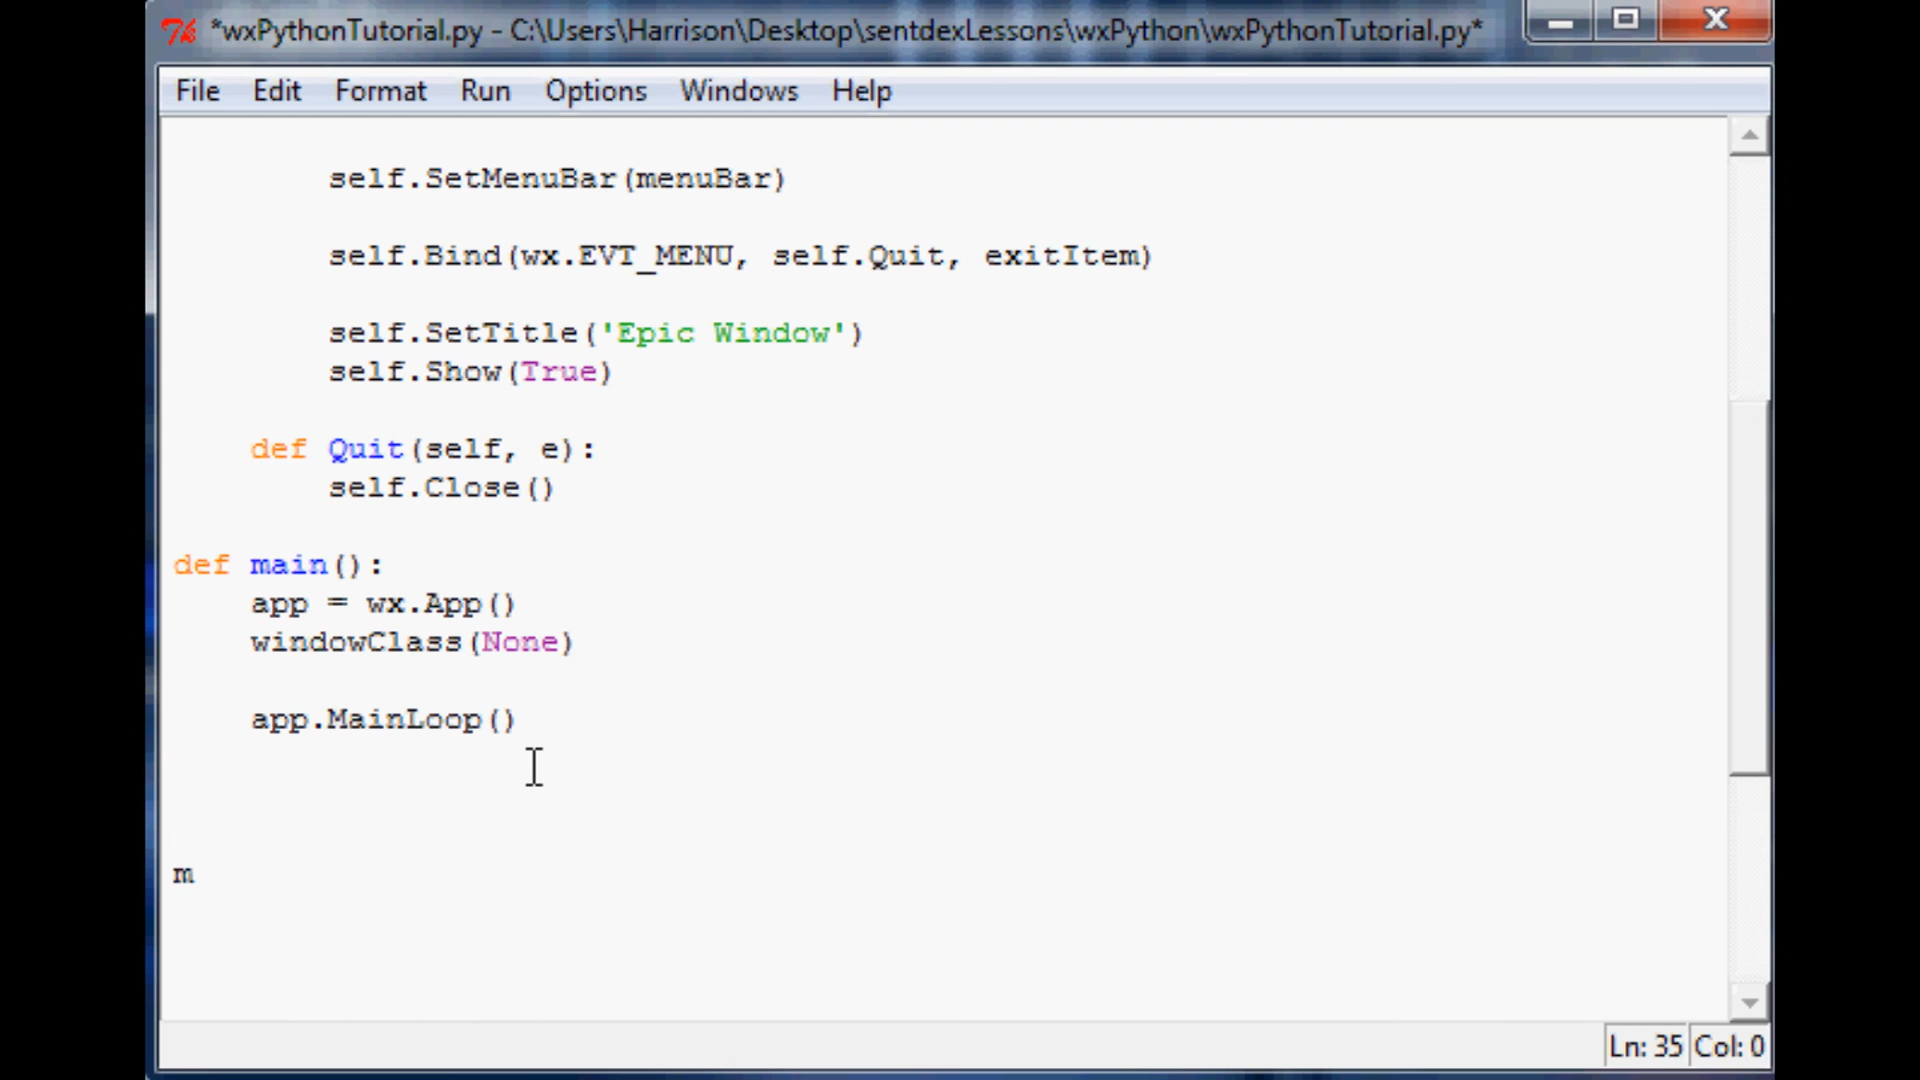 *wxPythonTutorial.py - C:\Users\Harrison\Desktop\sentdexLessons\wxPython\wxPythonTutorial.py*
File Edit Format Run Options Windows Help
self.SetMenuBar(menuBar)
self.Bind(wx.EVT_MENU, self.Quit, exitItem)
self.SetTitle('Epic Window')
self.Show(True)
def Quit(self, e):
self.Close()
def main():
app = wx.App()
windowClass(None)
app.MainLoop()
m
Ln: 35 Col: 0